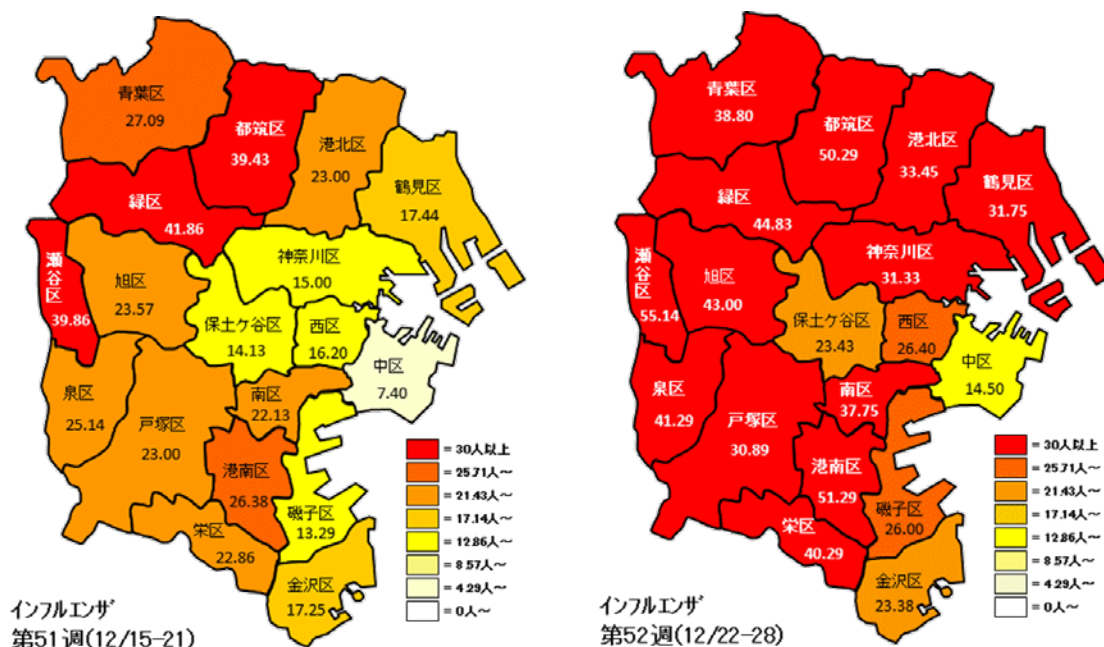 青葉区
27.09
都筑区
39.43
港北区
23.00
鶴見区
17.44
緑区
41.86
神奈川区
15.00
瀬谷区
39.86
旭区
23.57
保土ケ谷区
14.13
西区
16.20
中区
7.40
泉区
25.14
戸塚区
23.00
南区
22.13
港南区
26.38
磯子区
13.29
栄区
22.86
金沢区
17.25
=30人以上
=25.71人~
=21.43人~
=17.14人~
=12.86人~
=8.57人~
=4.29人~
=0人~
インフルエンザ
第51週(12/15-21)
青葉区
38.80
都筑区
50.29
港北区
33.45
鶴見区
31.75
緑区
44.83
神奈川区
31.33
瀬谷区
55.14
旭区
43.00
保土ケ谷区
23.43
西区
26.40
中区
14.50
泉区
41.29
戸塚区
30.89
南区
37.75
港南区
51.29
磯子区
26.00
栄区
40.29
金沢区
23.38
=30人以上
=25.71人~
=21.43人~
=17.14人~
=12.86人~
=8.57人~
=4.29人~
=0人~
インフルエンザ
第52週(12/22-28)